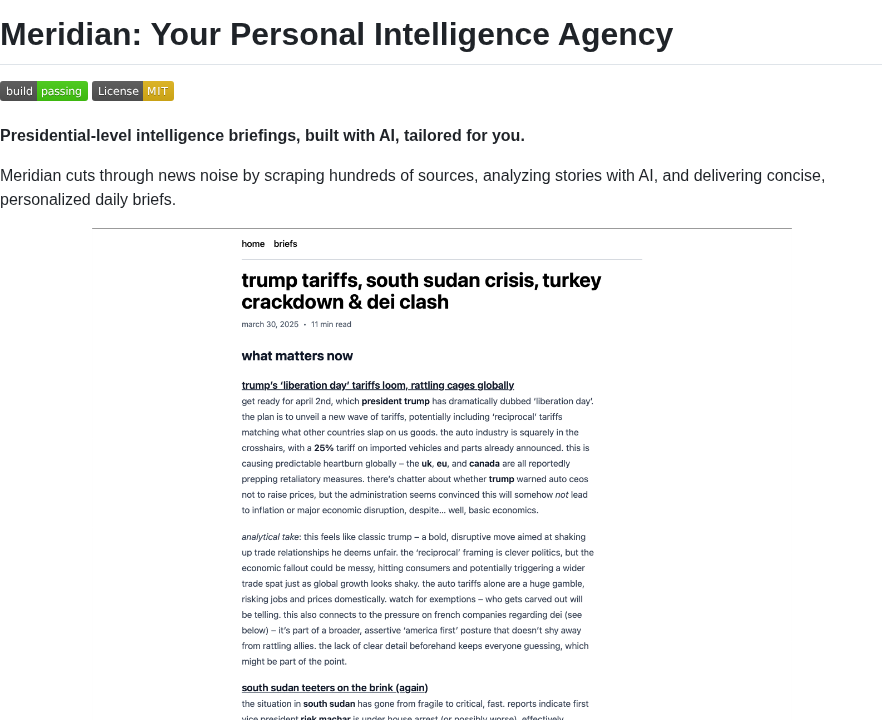 Meridian: Your Personal Intelligence Agency
build passing License MIT
Presidential-level intelligence briefings, built with AI, tailored for you.
Meridian cuts through news noise by scraping hundreds of sources, analyzing stories with AI, and delivering concise,
personalized daily briefs.
home briefs
trump tariffs, south sudan crisis, turkey
crackdown & dei clash
march 30, 2025 • 11 min read
what matters now
trump’s ‘liberation day’ tariffs loom, rattling cages globally
get ready for april 2nd, which president trump has dramatically dubbed ‘liberation day’.
the plan is to unveil a new wave of tariffs, potentially including ‘reciprocal’ tariffs
matching what other countries slap on us goods. the auto industry is squarely in the
crosshairs, with a 25% tariff on imported vehicles and parts already announced. this is
causing predictable heartburn globally – the uk, eu, and canada are all reportedly
prepping retaliatory measures. there’s chatter about whether trump warned auto ceos
not to raise prices, but the administration seems convinced this will somehow not lead
to inflation or major economic disruption, despite… well, basic economics.
analytical take: this feels like classic trump – a bold, disruptive move aimed at shaking
up trade relationships he deems unfair. the ‘reciprocal’ framing is clever politics, but the
economic fallout could be messy, hitting consumers and potentially triggering a wider
trade spat just as global growth looks shaky. the auto tariffs alone are a huge gamble,
risking jobs and prices domestically. watch for exemptions – who gets carved out will
be telling. this also connects to the pressure on french companies regarding dei (see
below) – it’s part of a broader, assertive ‘america first’ posture that doesn’t shy away
from rattling allies. the lack of clear detail beforehand keeps everyone guessing, which
might be part of the point.
south sudan teeters on the brink (again)
the situation in south sudan has gone from fragile to critical, fast. reports indicate first
vice president riek machar is under house arrest (or possibly worse), effectively